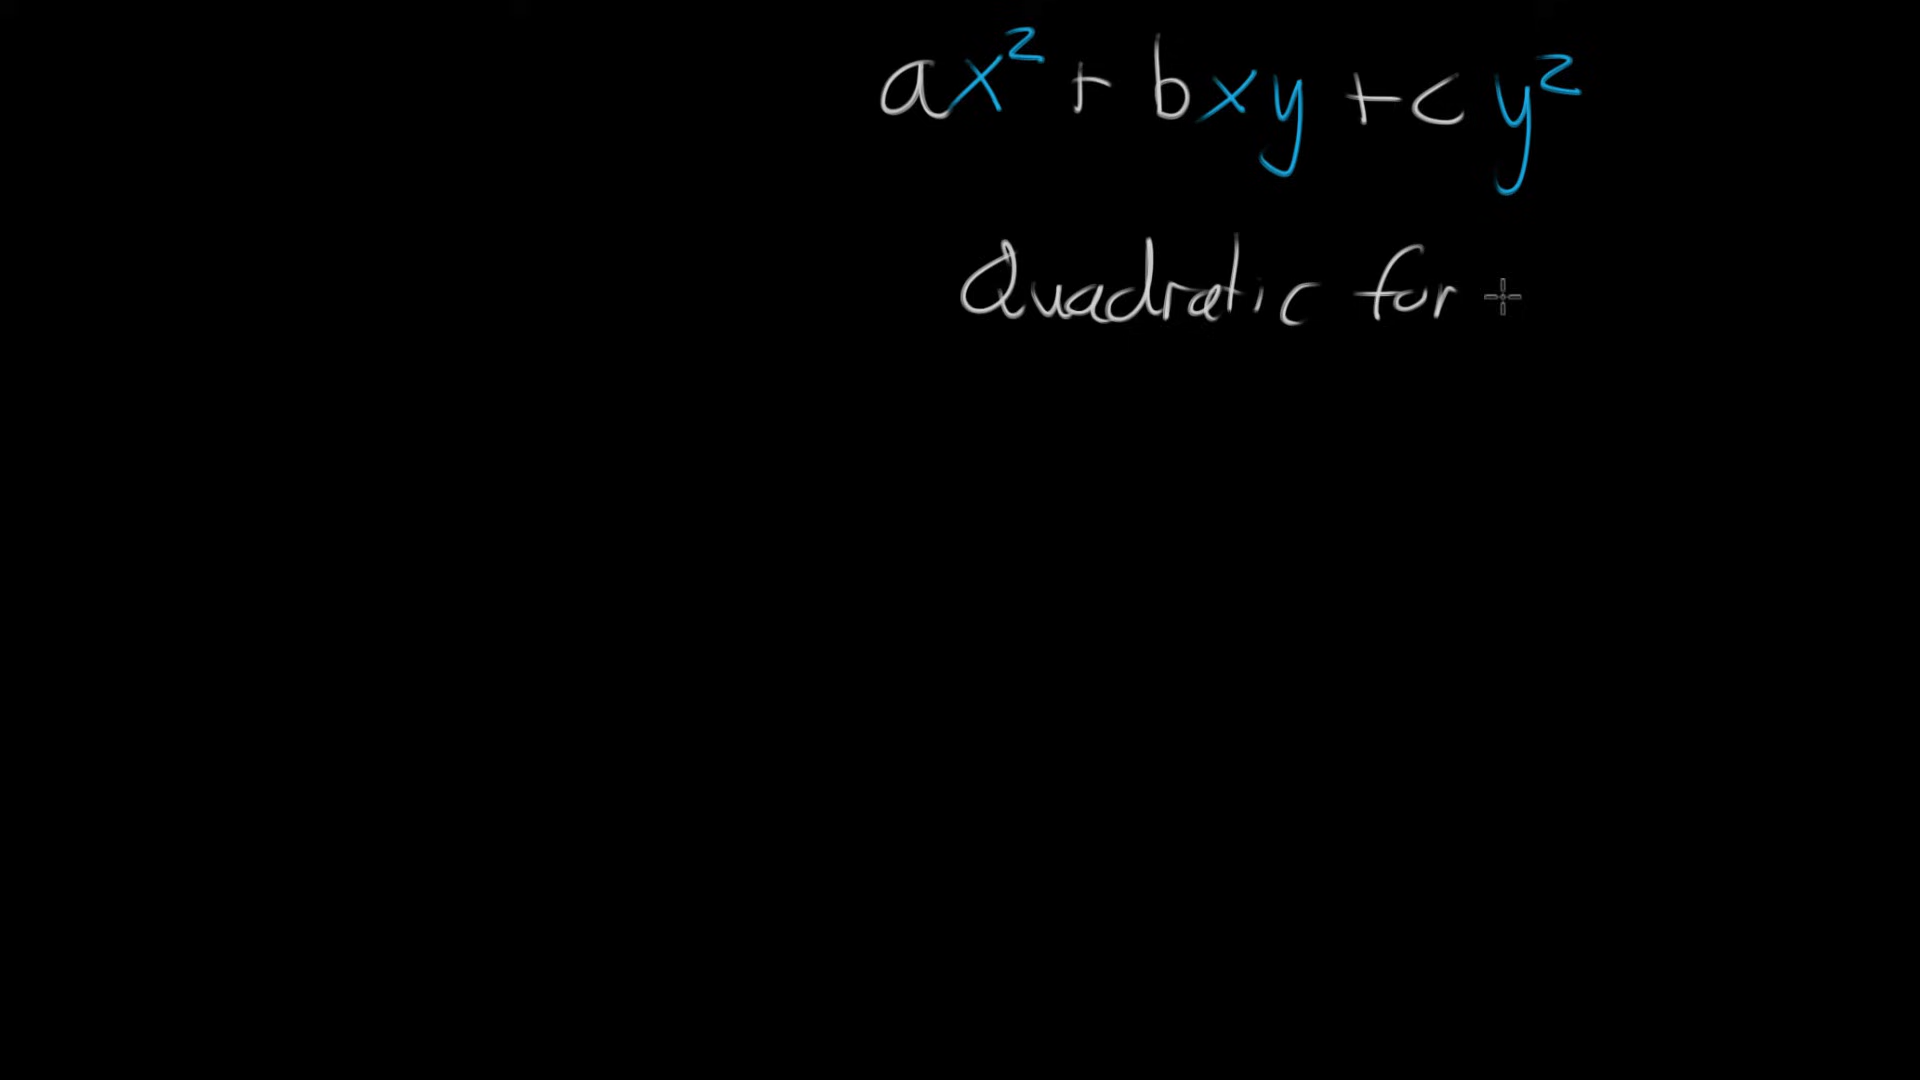 ax² + bxy + cy²
Quadratic for